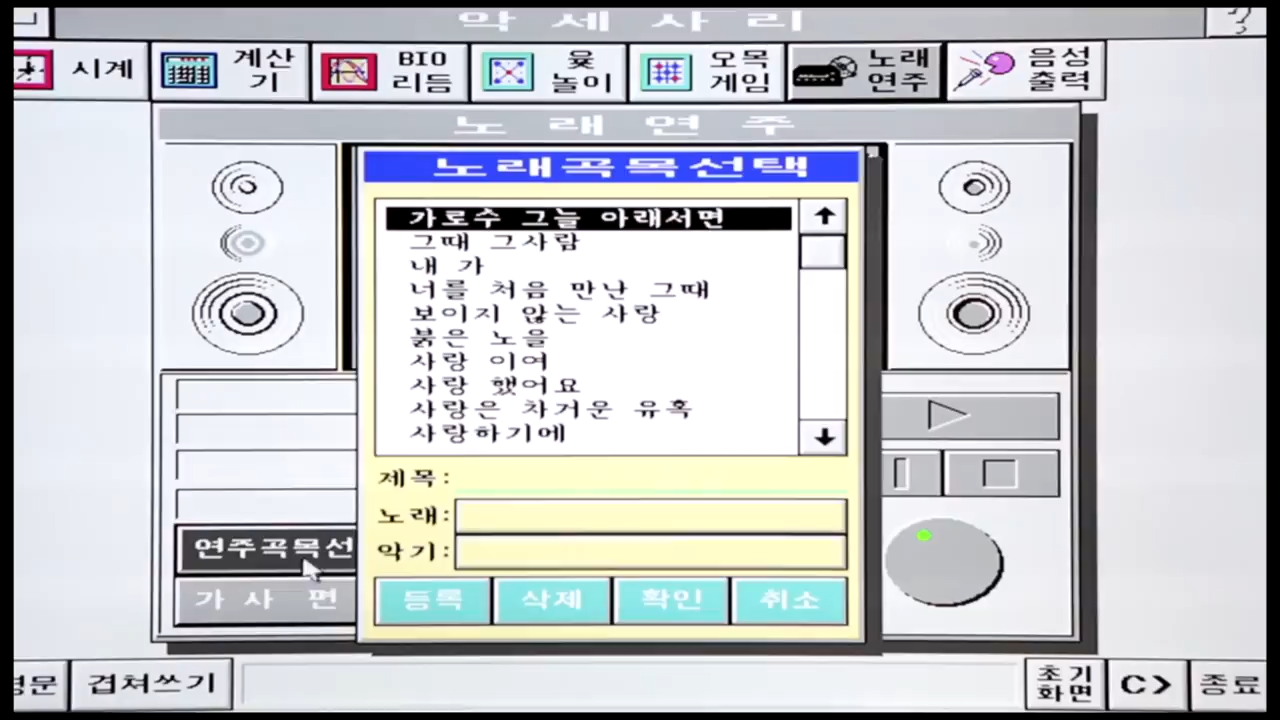 악세사리
시계
계산기
BIO리듬
윷놀이
오목게임
노래연주
음성출력
노래연주
노래곡목선택
가로수 그늘 아래서면
그때 그사람
내 가
너를 처음 만난 그때
보이지 않는 사랑
붉은 노을
사랑 이여
사랑 했어요
사랑은 차거운 유혹
사랑하기에
제목:
노래:
악기:
등록 삭제 확인 취소
연주곡목선
가 사 편
영문
겹쳐쓰기
초기화면
C>
종료